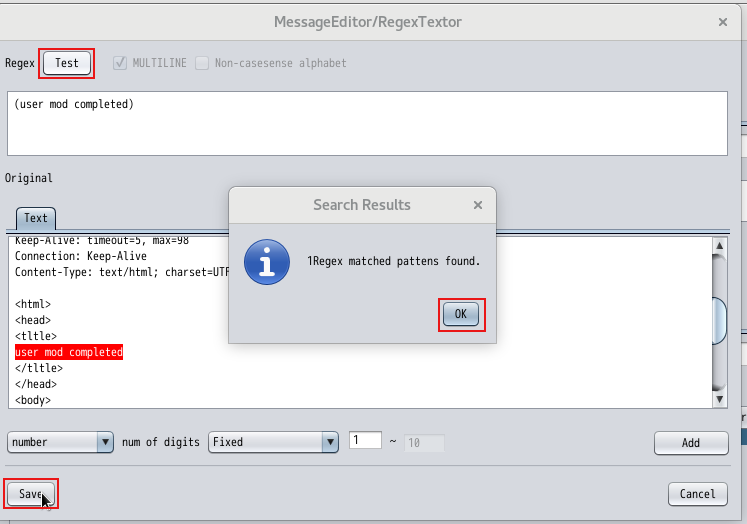 MessageEditor/RegexTextor
Regex Test MULTILINE Non-casesense alphabet
(user mod completed)
Original
Text
Search Results
1Regex matched pattens found.
OK
Keep-Alive: timeout=5, max=98
Connection: Keep-Alive
Content-Type: text/html; charset=UTF
<html>
<head>
<tltle>
user mod completed
</tltle>
</head>
<body>
number num of digits Fixed 1 ~ 10 Add
Save Cancel